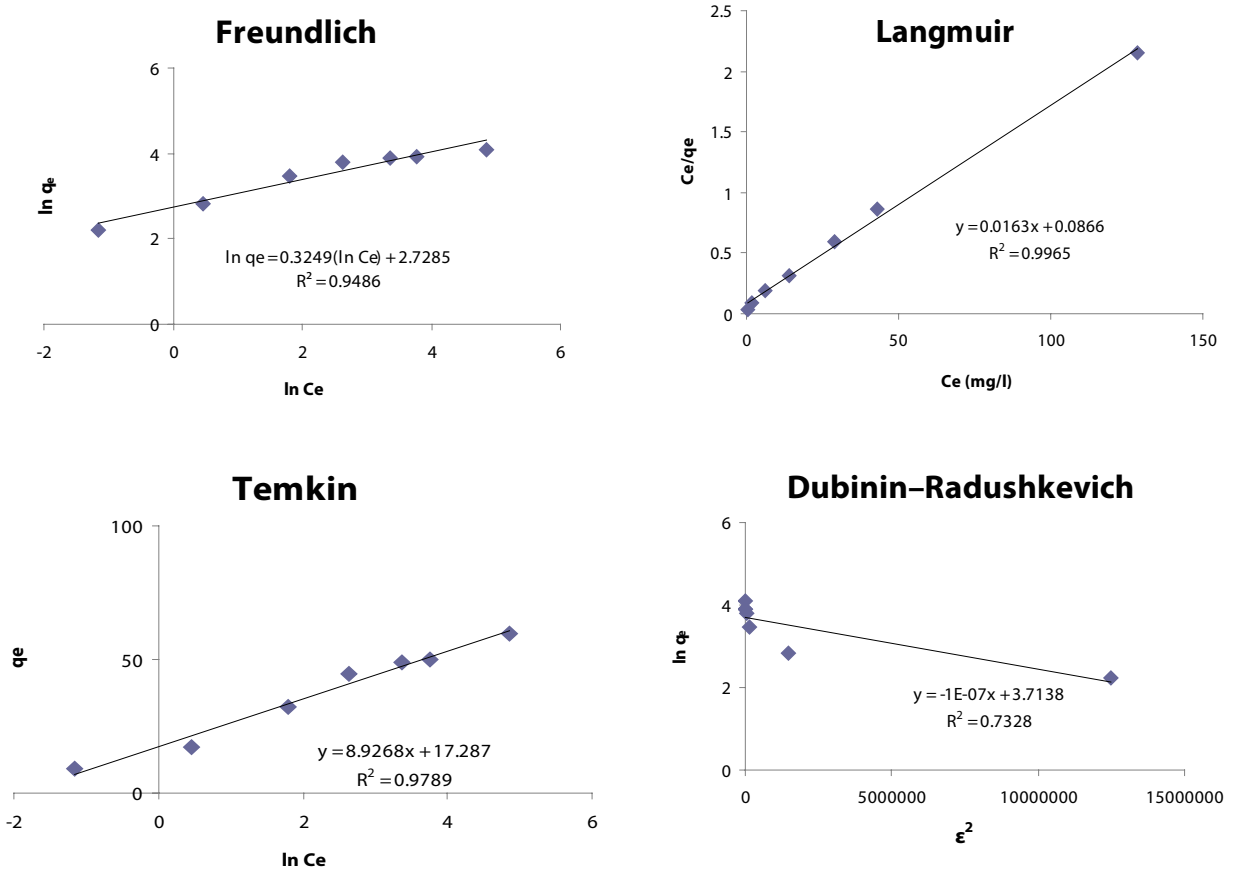 Freundlich
6
4
2
0
-2
0
2
4
6
ln qe
ln qe=0.3249(ln Ce) + 2.7285
R² = 0.9486
ln Ce
Langmuir
2.5
2
1.5
1
0.5
0
0
50
100
150
Ce/qe
y = 0.0163x + 0.0866
R² = 0.9965
Ce (mg/l)
Temkin
100
50
0
-2
0
2
4
6
qe
y = 8.9268x + 17.287
R² = 0.9789
ln Ce
Dubinin–Radushkevich
6
4
2
0
0
5000000
10000000
15000000
ln qe
y = -1E-07x + 3.7138
R² = 0.7328
ε²